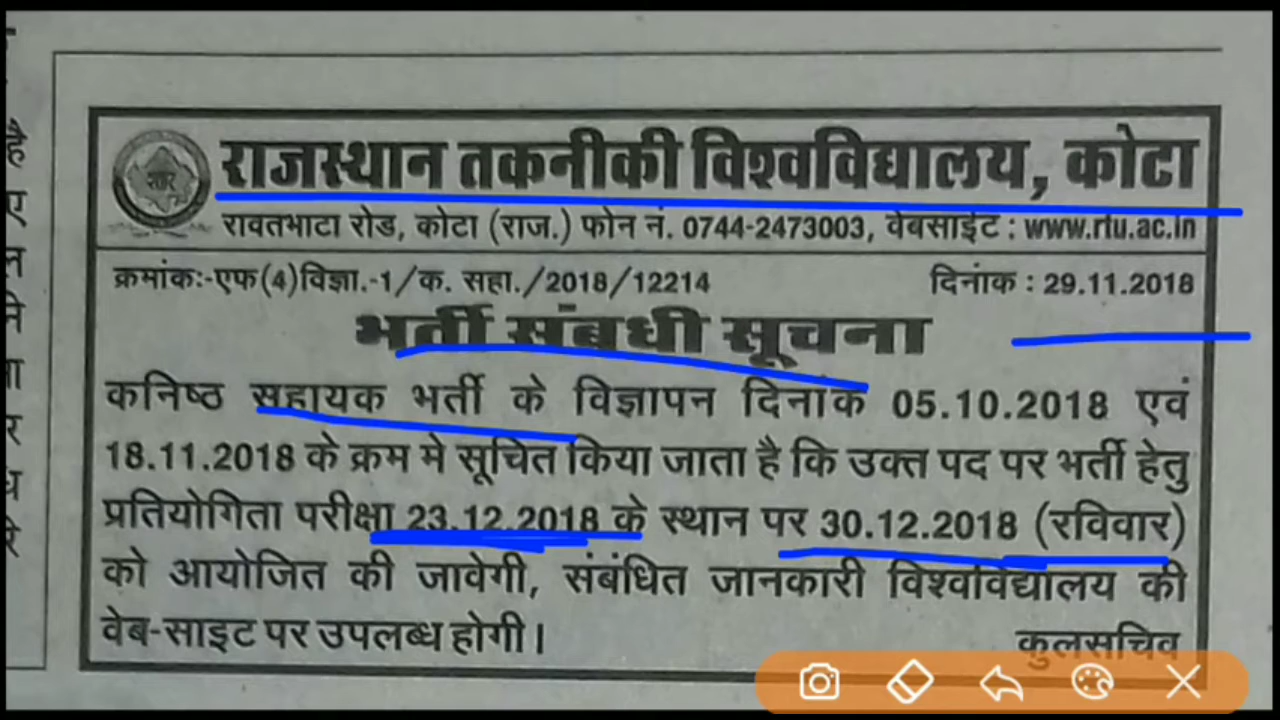 राजस्थान तकनीकी विश्वविद्यालय, कोटा
रावतभाटा रोड, कोटा (राज.) फोन नं. 0744-2473003, वेबसाईट : www.rtu.ac.in
क्रमांकः-एफ(4)विज्ञा.-1/क. सहा./2018/12214 दिनांक : 29.11.2018
भर्ती संबधी सूचना
कनिष्ठ सहायक भर्ती के विज्ञापन दिनांक 05.10.2018 एवं
18.11.2018 के क्रम मे सूचित किया जाता है कि उक्त पद पर भर्ती हेतु
प्रतियोगिता परीक्षा 23.12.2018 के स्थान पर 30.12.2018 (रविवार)
को आयोजित की जावेगी, संबंधित जानकारी विश्वविद्यालय की
वेब-साइट पर उपलब्ध होगी।
कुलसचिव